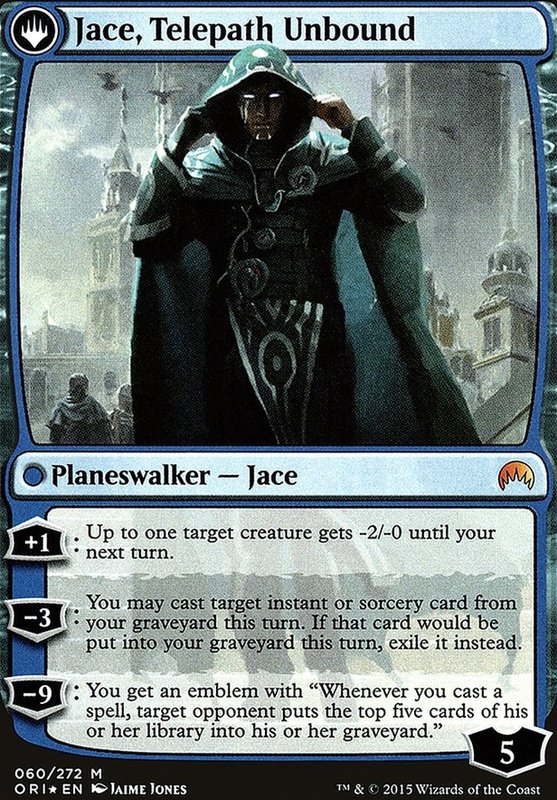 Jace, Telepath Unbound
Planeswalker — Jace
+1 : Up to one target creature gets -2/-0 until your
next turn.
-3 : You may cast target instant or sorcery card from
your graveyard this turn. If that card would be
put into your graveyard this turn, exile it instead.
-9 : You get an emblem with “Whenever you cast a
spell, target opponent puts the top five cards of his
or her library into his or her graveyard.”
5
060/272 M
ORI★EN Jaime Jones
™ & © 2015 Wizards of the Coast